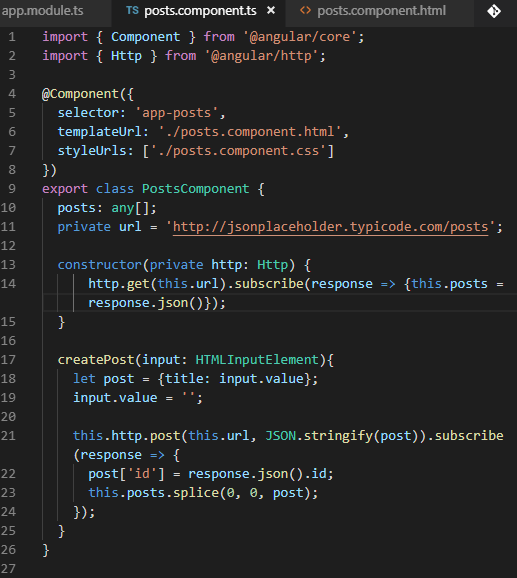 app.module.ts TS posts.component.ts × <> posts.component.html
1 import { Component } from '@angular/core';
2 import { Http } from '@angular/http';
3
4 @Component({
5 selector: 'app-posts',
6 templateUrl: './posts.component.html',
7 styleUrls: ['./posts.component.css']
8 })
9 export class PostsComponent {
10 posts: any[];
11 private url = 'http://jsonplaceholder.typicode.com/posts';
12
13 constructor(private http: Http) {
14 http.get(this.url).subscribe(response => {this.posts =
response.json()});
15 }
16
17 createPost(input: HTMLInputElement){
18 let post = {title: input.value};
19 input.value = '';
20
21 this.http.post(this.url, JSON.stringify(post)).subscribe
(response => {
22 post['id'] = response.json().id;
23 this.posts.splice(0, 0, post);
24 });
25 }
26 }
27